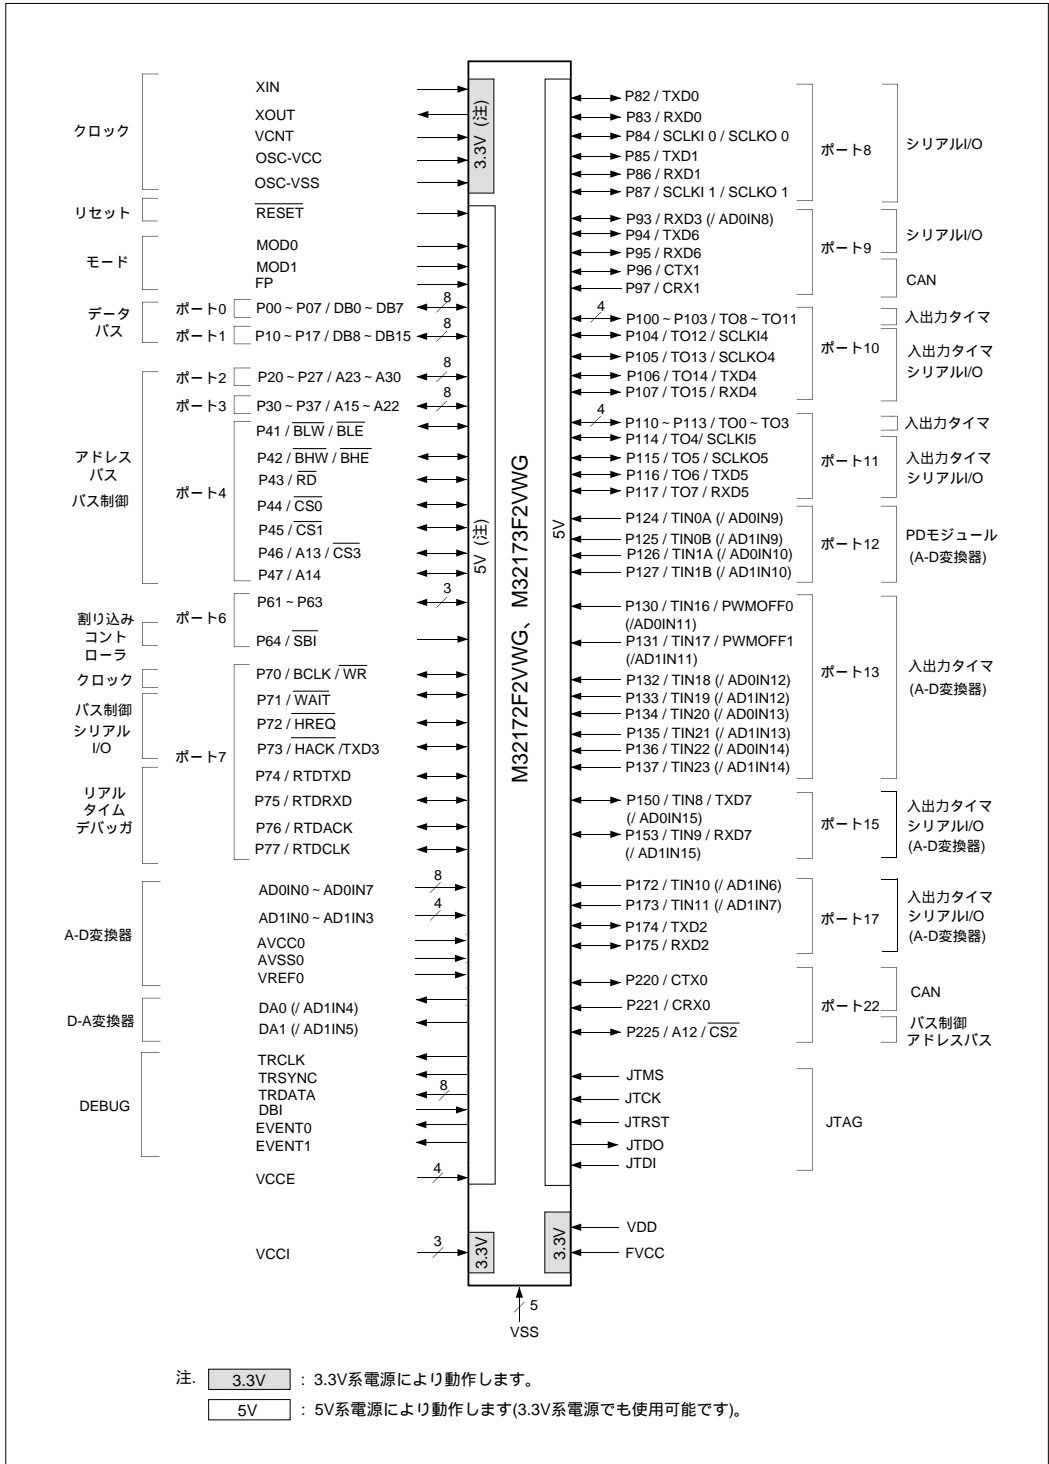 クロック
XIN
XOUT
VCNT
OSC-VCC
OSC-VSS
リセット
RESET
モード
MOD0
MOD1
FP
データ
バス
ポート0
P00 ~ P07 / DB0 ~ DB7
8
ポート1
P10 ~ P17 / DB8 ~ DB15
8
アドレス
バス
バス制御
ポート2
P20 ~ P27 / A23 ~ A30
8
ポート3
P30 ~ P37 / A15 ~ A22
8
ポート4
P41 / BLW / BLE
P42 / BHW / BHE
P43 / RD
P44 / CS0
P45 / CS1
P46 / A13 / CS3
P47 / A14
割り込み
コント
ローラ
ポート6
P61 ~ P63
3
P64 / SBI
クロック
バス制御
シリアル
I/O
リアル
タイム
デバッガ
ポート7
P70 / BCLK / WR
P71 / WAIT
P72 / HREQ
P73 / HACK /TXD3
P74 / RTDTXD
P75 / RTDRXD
P76 / RTDACK
P77 / RTDCLK
A-D変換器
AD0IN0 ~ AD0IN7
8
AD1IN0 ~ AD1IN3
4
AVCC0
AVSS0
VREF0
D-A変換器
DA0 (/ AD1IN4)
DA1 (/ AD1IN5)
DEBUG
TRCLK
TRSYNC
TRDATA
8
DBI
EVENT0
EVENT1
VCCE
4
VCCI
3
3.3V (注)
5V (注)
3.3V
M32172F2VWG、M32173F2VWG
5V
3.3V
P82 / TXD0
P83 / RXD0
P84 / SCLKI 0 / SCLKO 0
P85 / TXD1
P86 / RXD1
P87 / SCLKI 1 / SCLKO 1
ポート8
シリアルI/O
P93 / RXD3 (/ AD0IN8)
P94 / TXD6
P95 / RXD6
P96 / CTX1
P97 / CRX1
ポート9
シリアルI/O
CAN
4
P100 ~ P103 / TO8 ~ TO11
P104 / TO12 / SCLKI4
P105 / TO13 / SCLKO4
P106 / TO14 / TXD4
P107 / TO15 / RXD4
ポート10
入出力タイマ
入出力タイマ
シリアルI/O
4
P110 ~ P113 / TO0 ~ TO3
P114 / TO4/ SCLKI5
P115 / TO5 / SCLKO5
P116 / TO6 / TXD5
P117 / TO7 / RXD5
ポート11
入出力タイマ
入出力タイマ
シリアルI/O
P124 / TIN0A (/ AD0IN9)
P125 / TIN0B (/ AD1IN9)
P126 / TIN1A (/ AD0IN10)
P127 / TIN1B (/ AD1IN10)
ポート12
PDモジュール
(A-D変換器)
P130 / TIN16 / PWMOFF0
(/AD0IN11)
P131 / TIN17 / PWMOFF1
(/AD1IN11)
P132 / TIN18 (/ AD0IN12)
P133 / TIN19 (/ AD1IN12)
P134 / TIN20 (/ AD0IN13)
P135 / TIN21 (/ AD1IN13)
P136 / TIN22 (/ AD0IN14)
P137 / TIN23 (/ AD1IN14)
ポート13
入出力タイマ
(A-D変換器)
P150 / TIN8 / TXD7
(/ AD0IN15)
P153 / TIN9 / RXD7
(/ AD1IN15)
ポート15
入出力タイマ
シリアルI/O
(A-D変換器)
P172 / TIN10 (/ AD1IN6)
P173 / TIN11 (/ AD1IN7)
P174 / TXD2
P175 / RXD2
ポート17
入出力タイマ
シリアルI/O
(A-D変換器)
P220 / CTX0
P221 / CRX0
P225 / A12 / CS2
ポート22
CAN
バス制御
アドレスバス
JTMS
JTCK
JTRST
JTDO
JTDI
JTAG
VDD
FVCC
5
VSS
注. 3.3V : 3.3V系電源により動作します。
5V : 5V系電源により動作します(3.3V系電源でも使用可能です)。